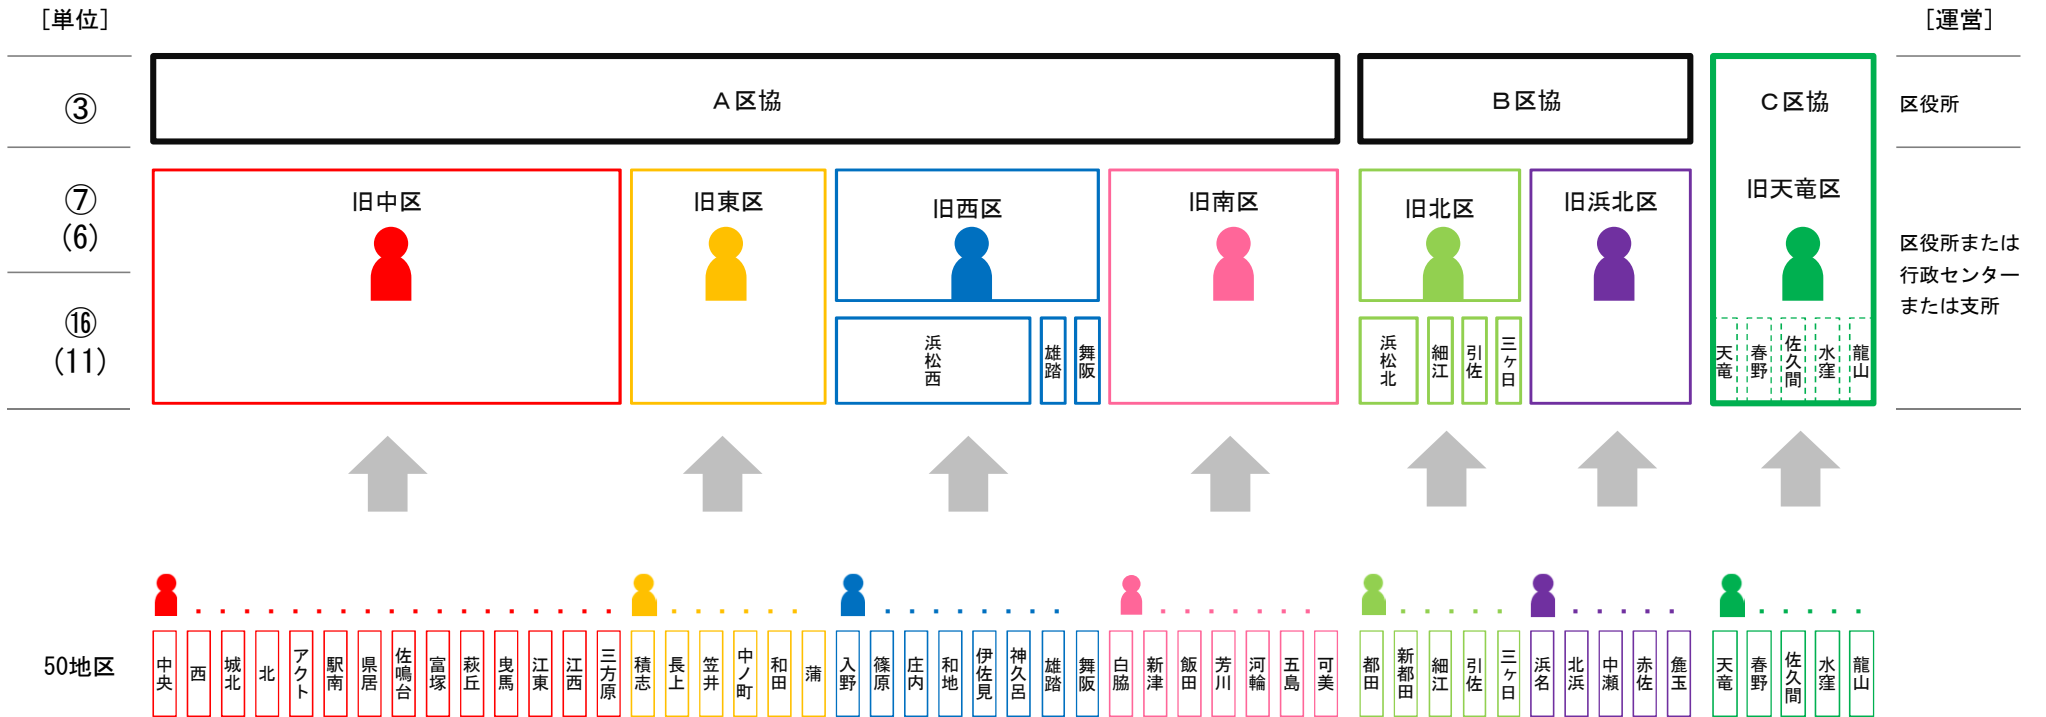 ［単位］
［運営］
③
Ａ区協
Ｂ区協
Ｃ区協
区役所
⑦
(6)
旧中区
旧東区
旧西区
旧南区
旧北区
旧浜北区
旧天竜区
区役所または
行政センター
または支所
⑯
(11)
浜松西
雄踏
舞阪
浜松北
細江
引佐
三ヶ日
天竜
春野
佐久間
水窪
龍山
50地区
中央
西
城北
北
アクト
駅南
県居
佐鳴台
富塚
萩丘
曳馬
江東
江西
三方原
積志
長上
笠井
中ノ町
和田
蒲
入野
篠原
庄内
和地
伊佐見
神久呂
雄踏
舞阪
白脇
新津
飯田
芳川
河輪
五島
可美
都田
新都田
細江
引佐
三ヶ日
浜名
北浜
中瀬
赤佐
麁玉
天竜
春野
佐久間
水窪
龍山